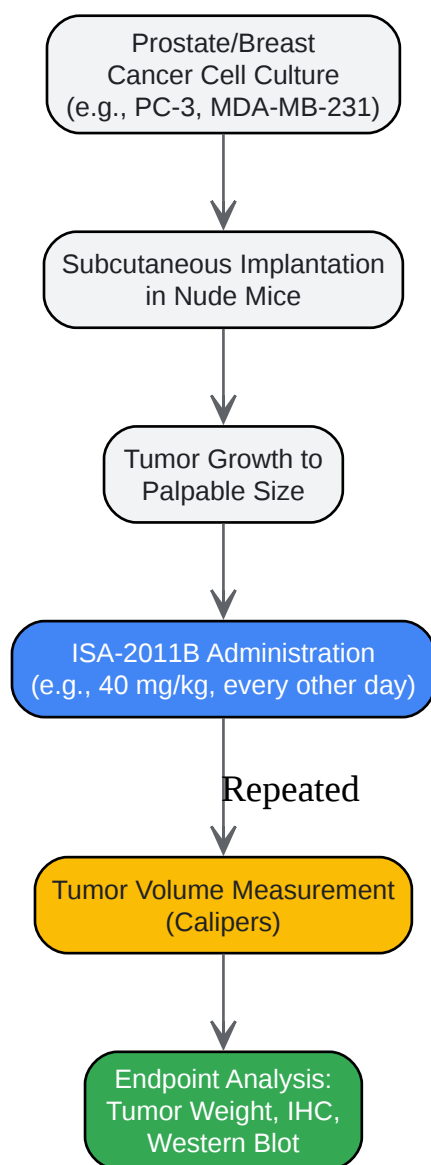 Prostate/Breast
Cancer Cell Culture
(e.g., PC-3, MDA-MB-231)
Subcutaneous Implantation
in Nude Mice
Tumor Growth to
Palpable Size
ISA-2011B Administration
(e.g., 40 mg/kg, every other day)
Repeated
Tumor Volume Measurement
(Calipers)
Endpoint Analysis:
Tumor Weight, IHC,
Western Blot